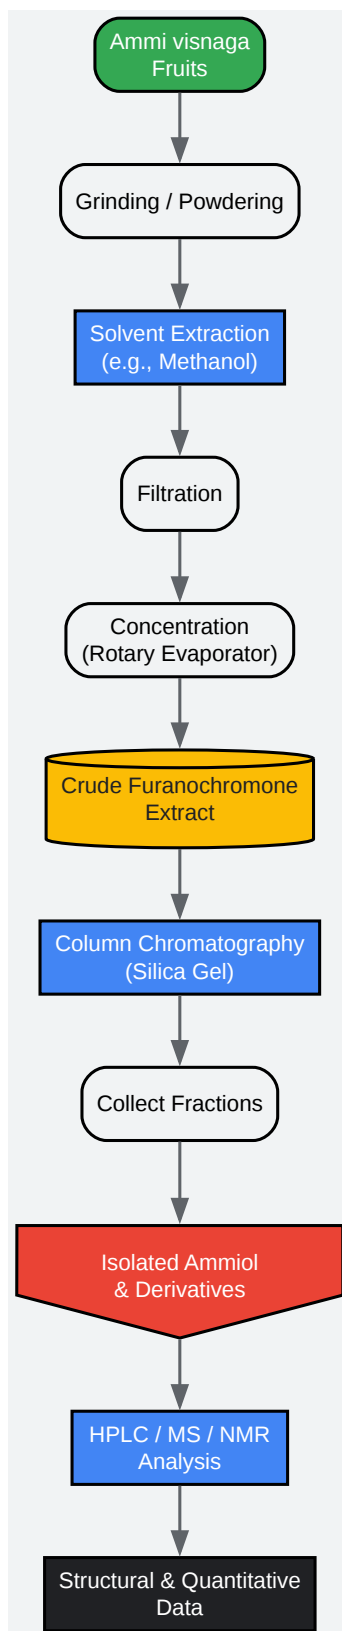 Ammi visnaga
Fruits
Grinding / Powdering
Solvent Extraction
(e.g., Methanol)
Filtration
Concentration
(Rotary Evaporator)
Crude Furanochromone
Extract
Column Chromatography
(Silica Gel)
Collect Fractions
Isolated Ammiol
& Derivatives
HPLC / MS / NMR
Analysis
Structural & Quantitative
Data